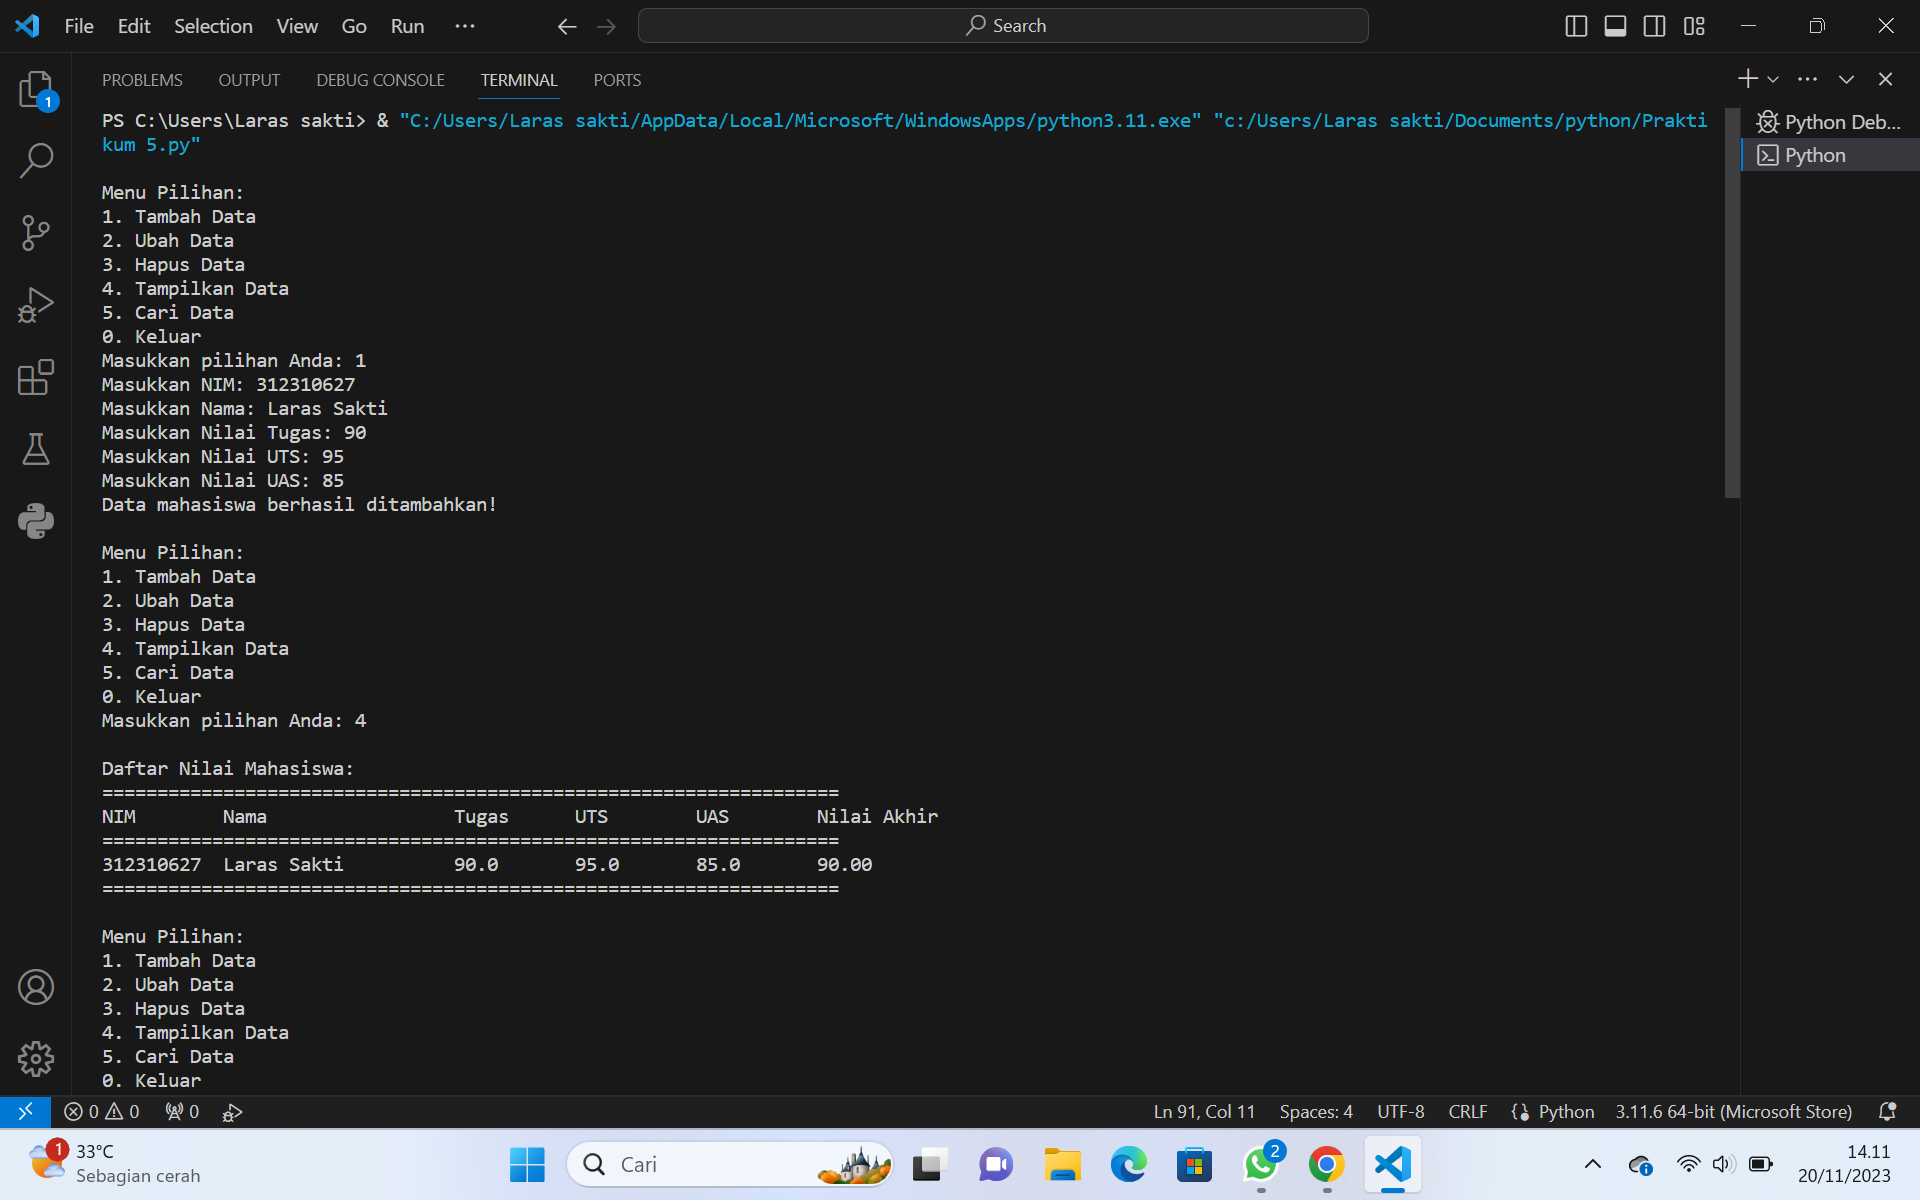 File Edit Selection View Go Run ...
Search
PROBLEMS OUTPUT DEBUG CONSOLE TERMINAL PORTS
1
PS C:\Users\Laras sakti> & "C:/Users/Laras sakti/AppData/Local/Microsoft/WindowsApps/python3.11.exe" "c:/Users/Laras sakti/Documents/python/Prakti
kum 5.py"
Python Deb...
Python
Menu Pilihan:
1. Tambah Data
2. Ubah Data
3. Hapus Data
4. Tampilkan Data
5. Cari Data
0. Keluar
Masukkan pilihan Anda: 1
Masukkan NIM: 312310627
Masukkan Nama: Laras Sakti
Masukkan Nilai Tugas: 90
Masukkan Nilai UTS: 95
Masukkan Nilai UAS: 85
Data mahasiswa berhasil ditambahkan!
Menu Pilihan:
1. Tambah Data
2. Ubah Data
3. Hapus Data
4. Tampilkan Data
5. Cari Data
0. Keluar
Masukkan pilihan Anda: 4
Daftar Nilai Mahasiswa:
===================================================================
NIM Nama Tugas UTS UAS Nilai Akhir
===================================================================
312310627 Laras Sakti 90.0 95.0 85.0 90.00
===================================================================
Menu Pilihan:
1. Tambah Data
2. Ubah Data
3. Hapus Data
4. Tampilkan Data
5. Cari Data
0. Keluar
0 0 0 Ln 91, Col 11 Spaces: 4 UTF-8 CRLF {} Python 3.11.6 64-bit (Microsoft Store)
1 33°C
Sebagian cerah
Cari
2
14.11
20/11/2023